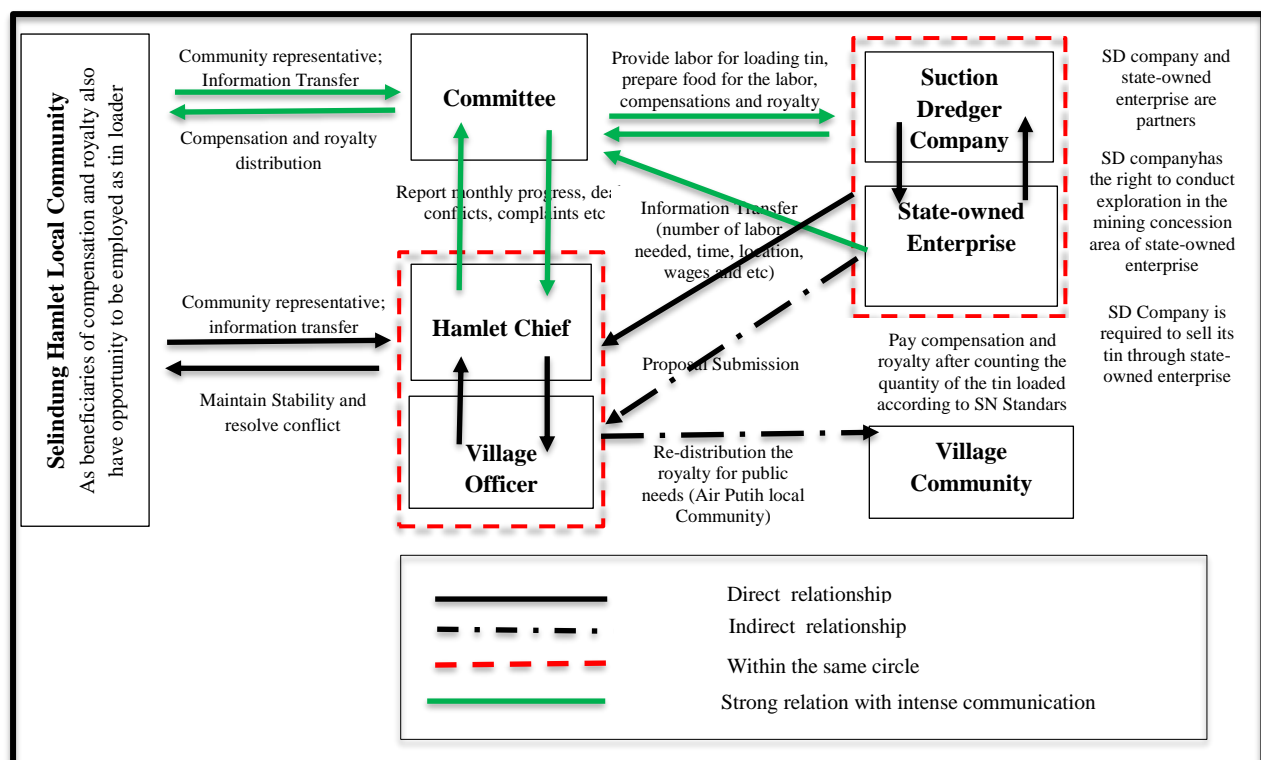 Selindung Hamlet Local Community
As beneficiaries of compensation and royalty also
have opportunity to be employed as tin loader
Community representative;
Information Transfer
Compensation and royalty
distribution
Committee
Provide labor for loading tin,
prepare food for the labor,
compensations and royalty
Suction
Dredger
Company
SD company and
state-owned
enterprise are
partners
SD companyhas
the right to conduct
exploration in the
mining concession
area of state-owned
enterprise
SD Company is
required to sell its
tin through state-
owned enterprise
Report monthly progress, deal
conflicts, complaints etc
Information Transfer
(number of labor
needed, time, location,
wages and etc)
State-owned
Enterprise
Community representative;
information transfer
Maintain Stability and
resolve conflict
Hamlet Chief
Proposal Submission
Pay compensation and
royalty after counting the
quantity of the tin loaded
according to SN Standars
Village
Officer
Re-distribution the
royalty for public
needs (Air Putih local
Community)
Village
Community
Direct relationship
Indirect relationship
Within the same circle
Strong relation with intense communication